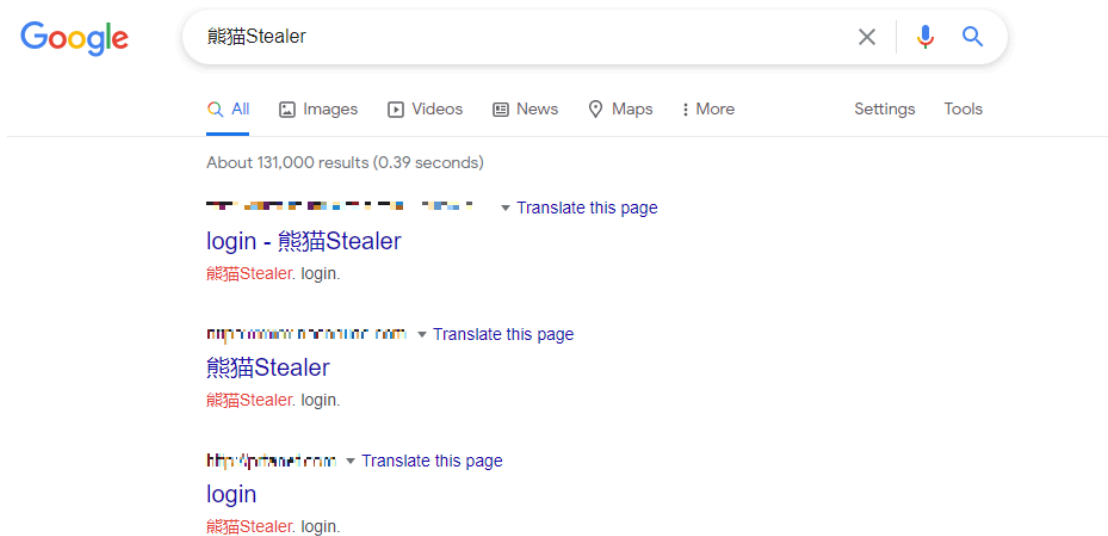 Google 熊猫Stealer
All Images Videos News Maps More Settings Tools
About 131,000 results (0.39 seconds)
Translate this page
login - 熊猫Stealer
熊猫Stealer. login.
Translate this page
熊猫Stealer
熊猫Stealer. login.
Translate this page
login
熊猫Stealer. login.